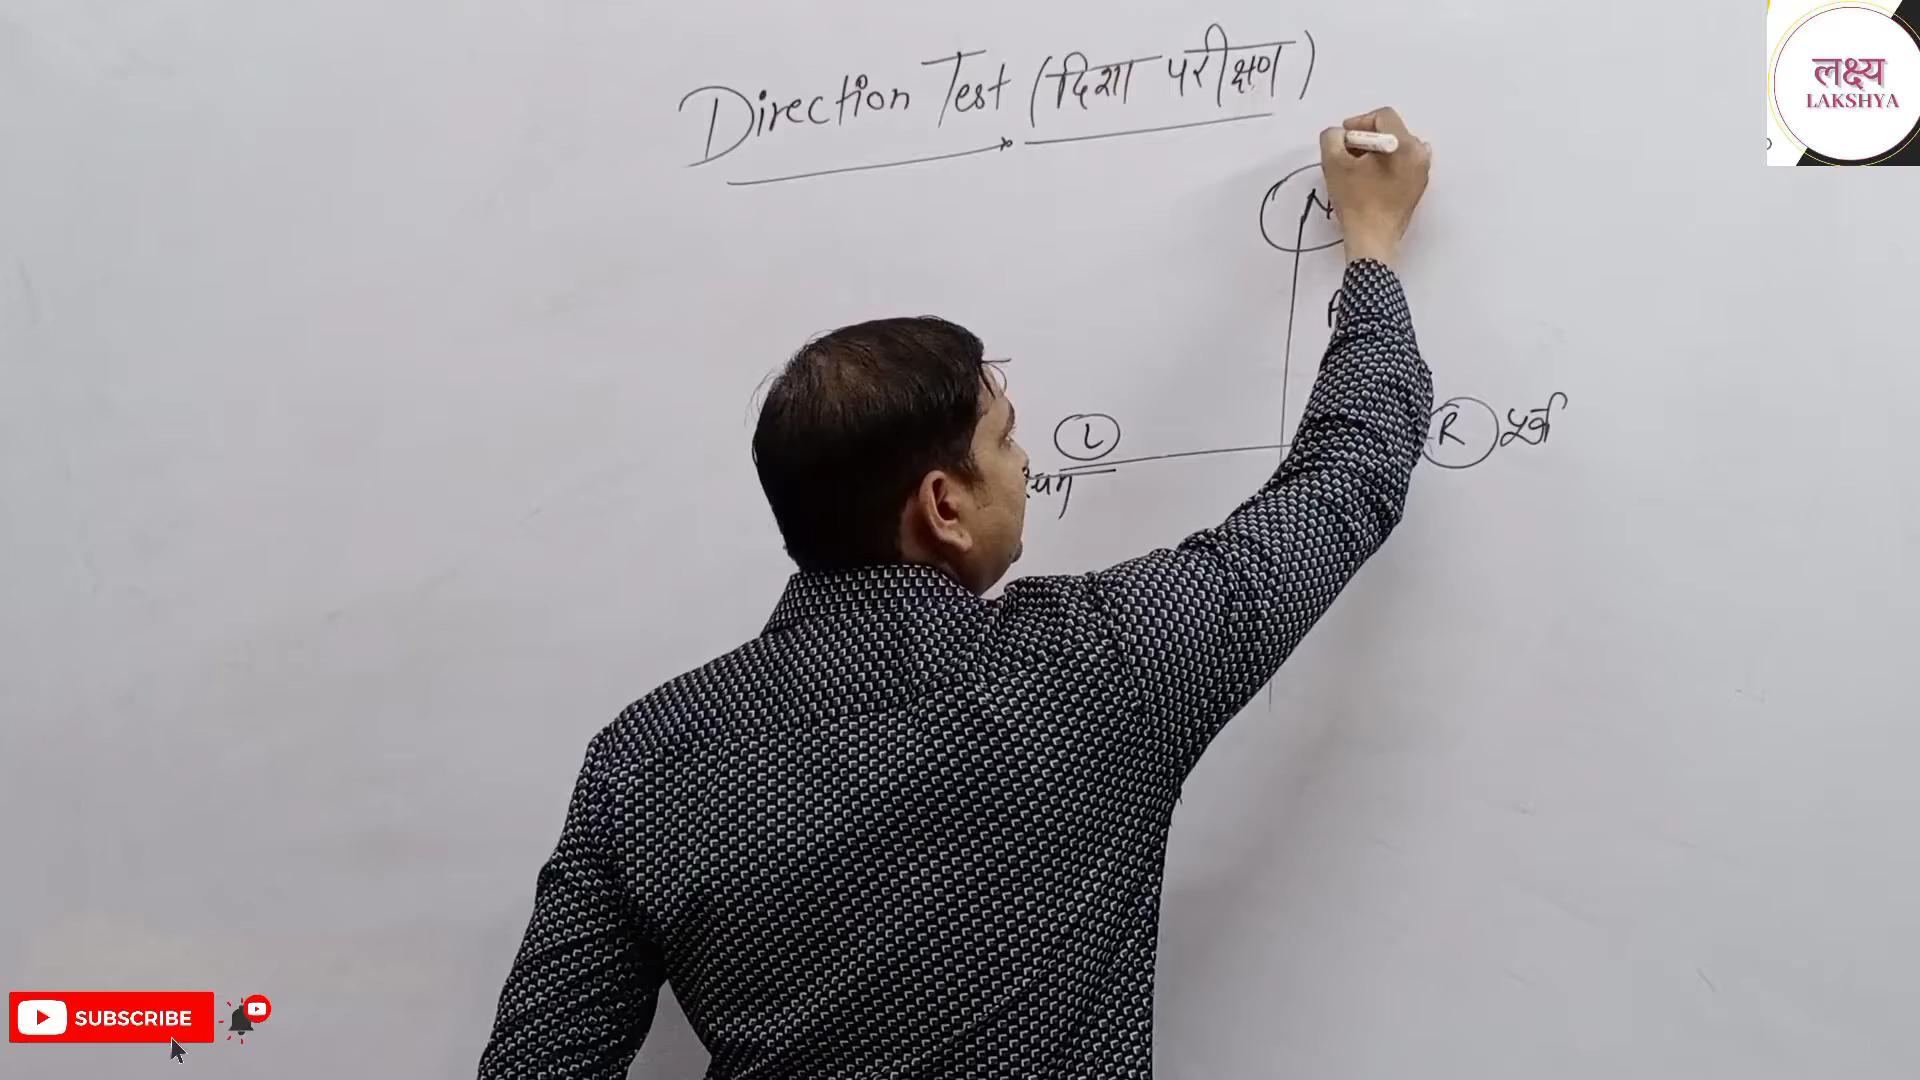 Direction Test (दिशा परीक्षण)
लक्ष्य
LAKSHYA
N
L
R पूर्व
SUBSCRIBE